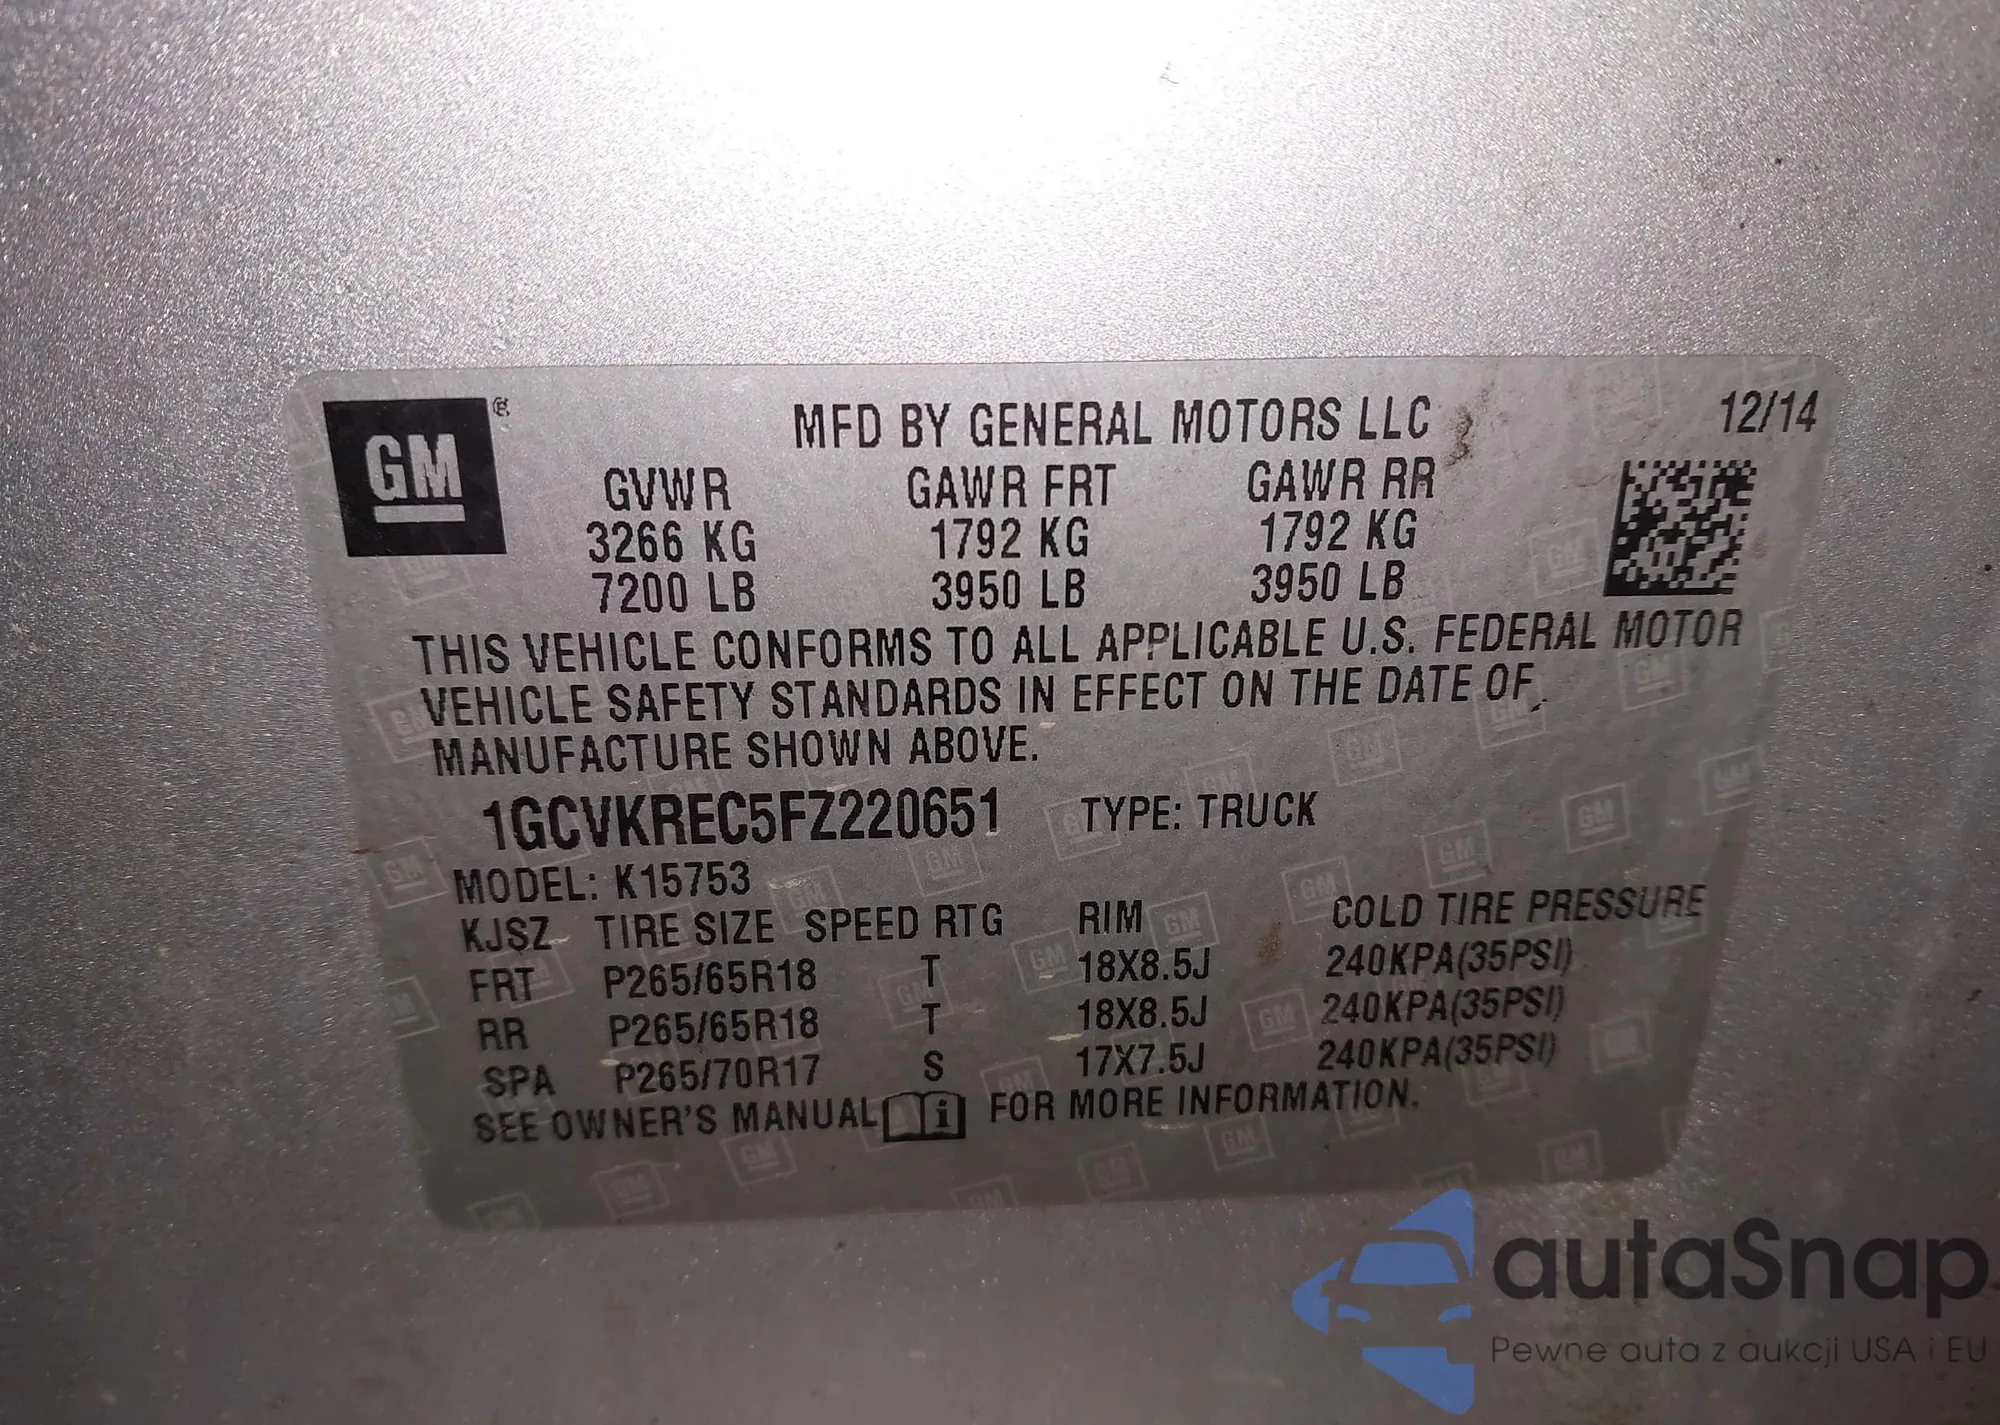 GM ® MFD BY GENERAL MOTORS LLC 12/14
GVWR GAWR FRT GAWR RR
3266 KG 1792 KG 1792 KG
7200 LB 3950 LB 3950 LB
THIS VEHICLE CONFORMS TO ALL APPLICABLE U.S. FEDERAL MOTOR
VEHICLE SAFETY STANDARDS IN EFFECT ON THE DATE OF
MANUFACTURE SHOWN ABOVE.
1GCVKREC5FZ220651 TYPE: TRUCK
MODEL: K15753
KJSZ TIRE SIZE SPEED RTG RIM COLD TIRE PRESSURE
FRT P265/65R18 T 18X8.5J 240KPA(35PSI)
RR P265/65R18 T 18X8.5J 240KPA(35PSI)
SPA P265/70R17 S 17X7.5J 240KPA(35PSI)
SEE OWNER'S MANUAL i FOR MORE INFORMATION.
autaSnap
Pewne auta z aukcji USA i EU